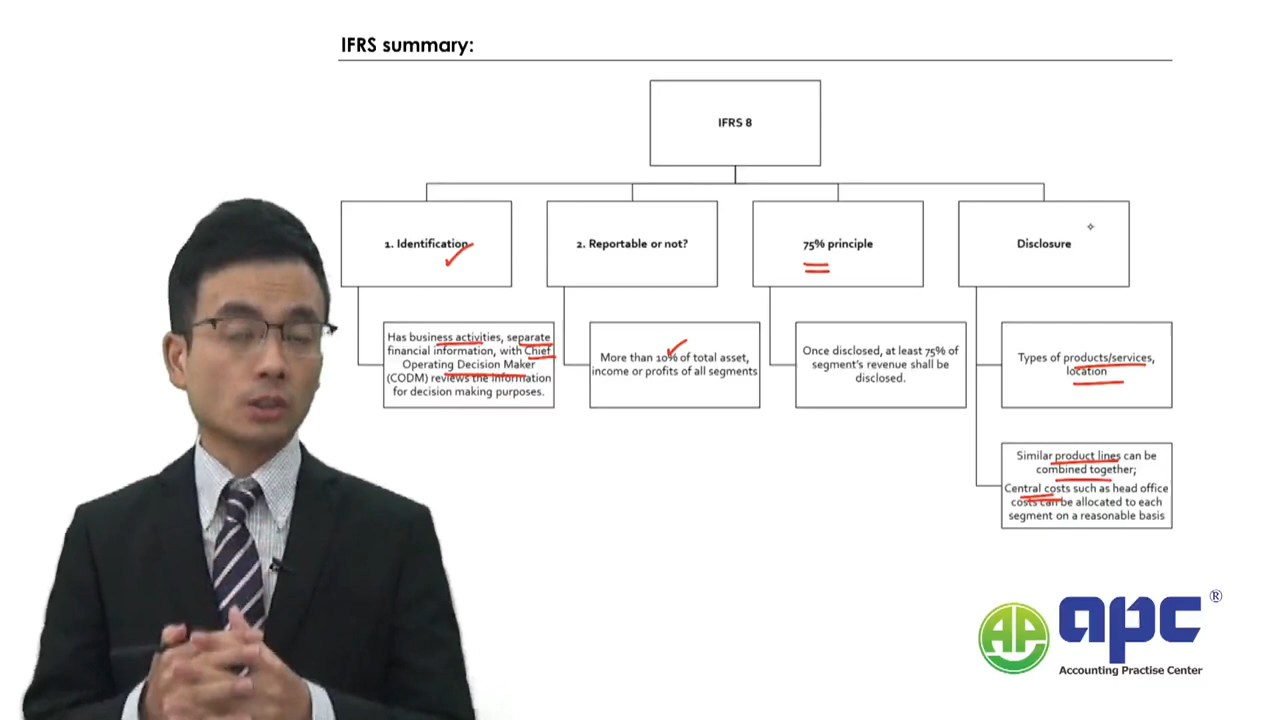 IFRS summary:
IFRS 8
1. Identification
2. Reportable or not?
75% principle
Disclosure
Has business activities, separate
financial information, with Chief
Operating Decision Maker
(CODM) reviews the information
for decision making purposes.
More than 10% of total asset,
income or profits of all segments
Once disclosed, at least 75% of
segment's revenue shall be
disclosed.
Types of products/services,
location
Similar product lines can be
combined together;
Central costs such as head office
costs can be allocated to each
segment on a reasonable basis
AP
apc ®
Accounting Practise Center